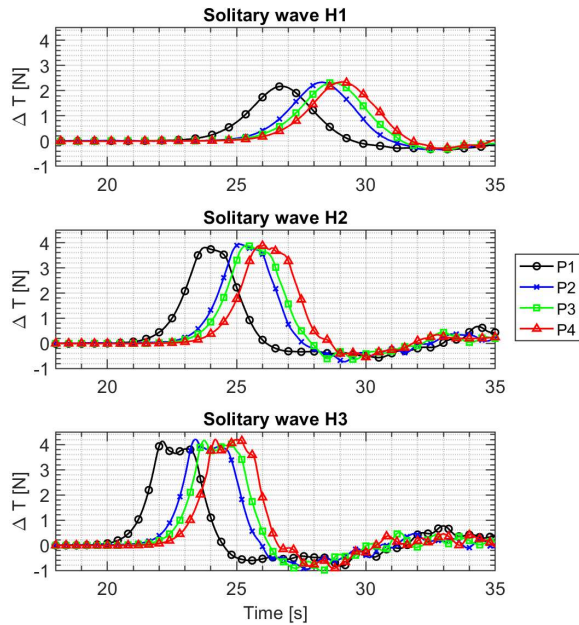 Solitary wave H1
4
3
2
1
0
-1
Δ T [N]
20 25 30 35
Solitary wave H2
4
3
2
1
0
-1
Δ T [N]
20 25 30 35
P1
P2
P3
P4
Solitary wave H3
4
3
2
1
0
-1
Δ T [N]
20 25 30 35
Time [s]